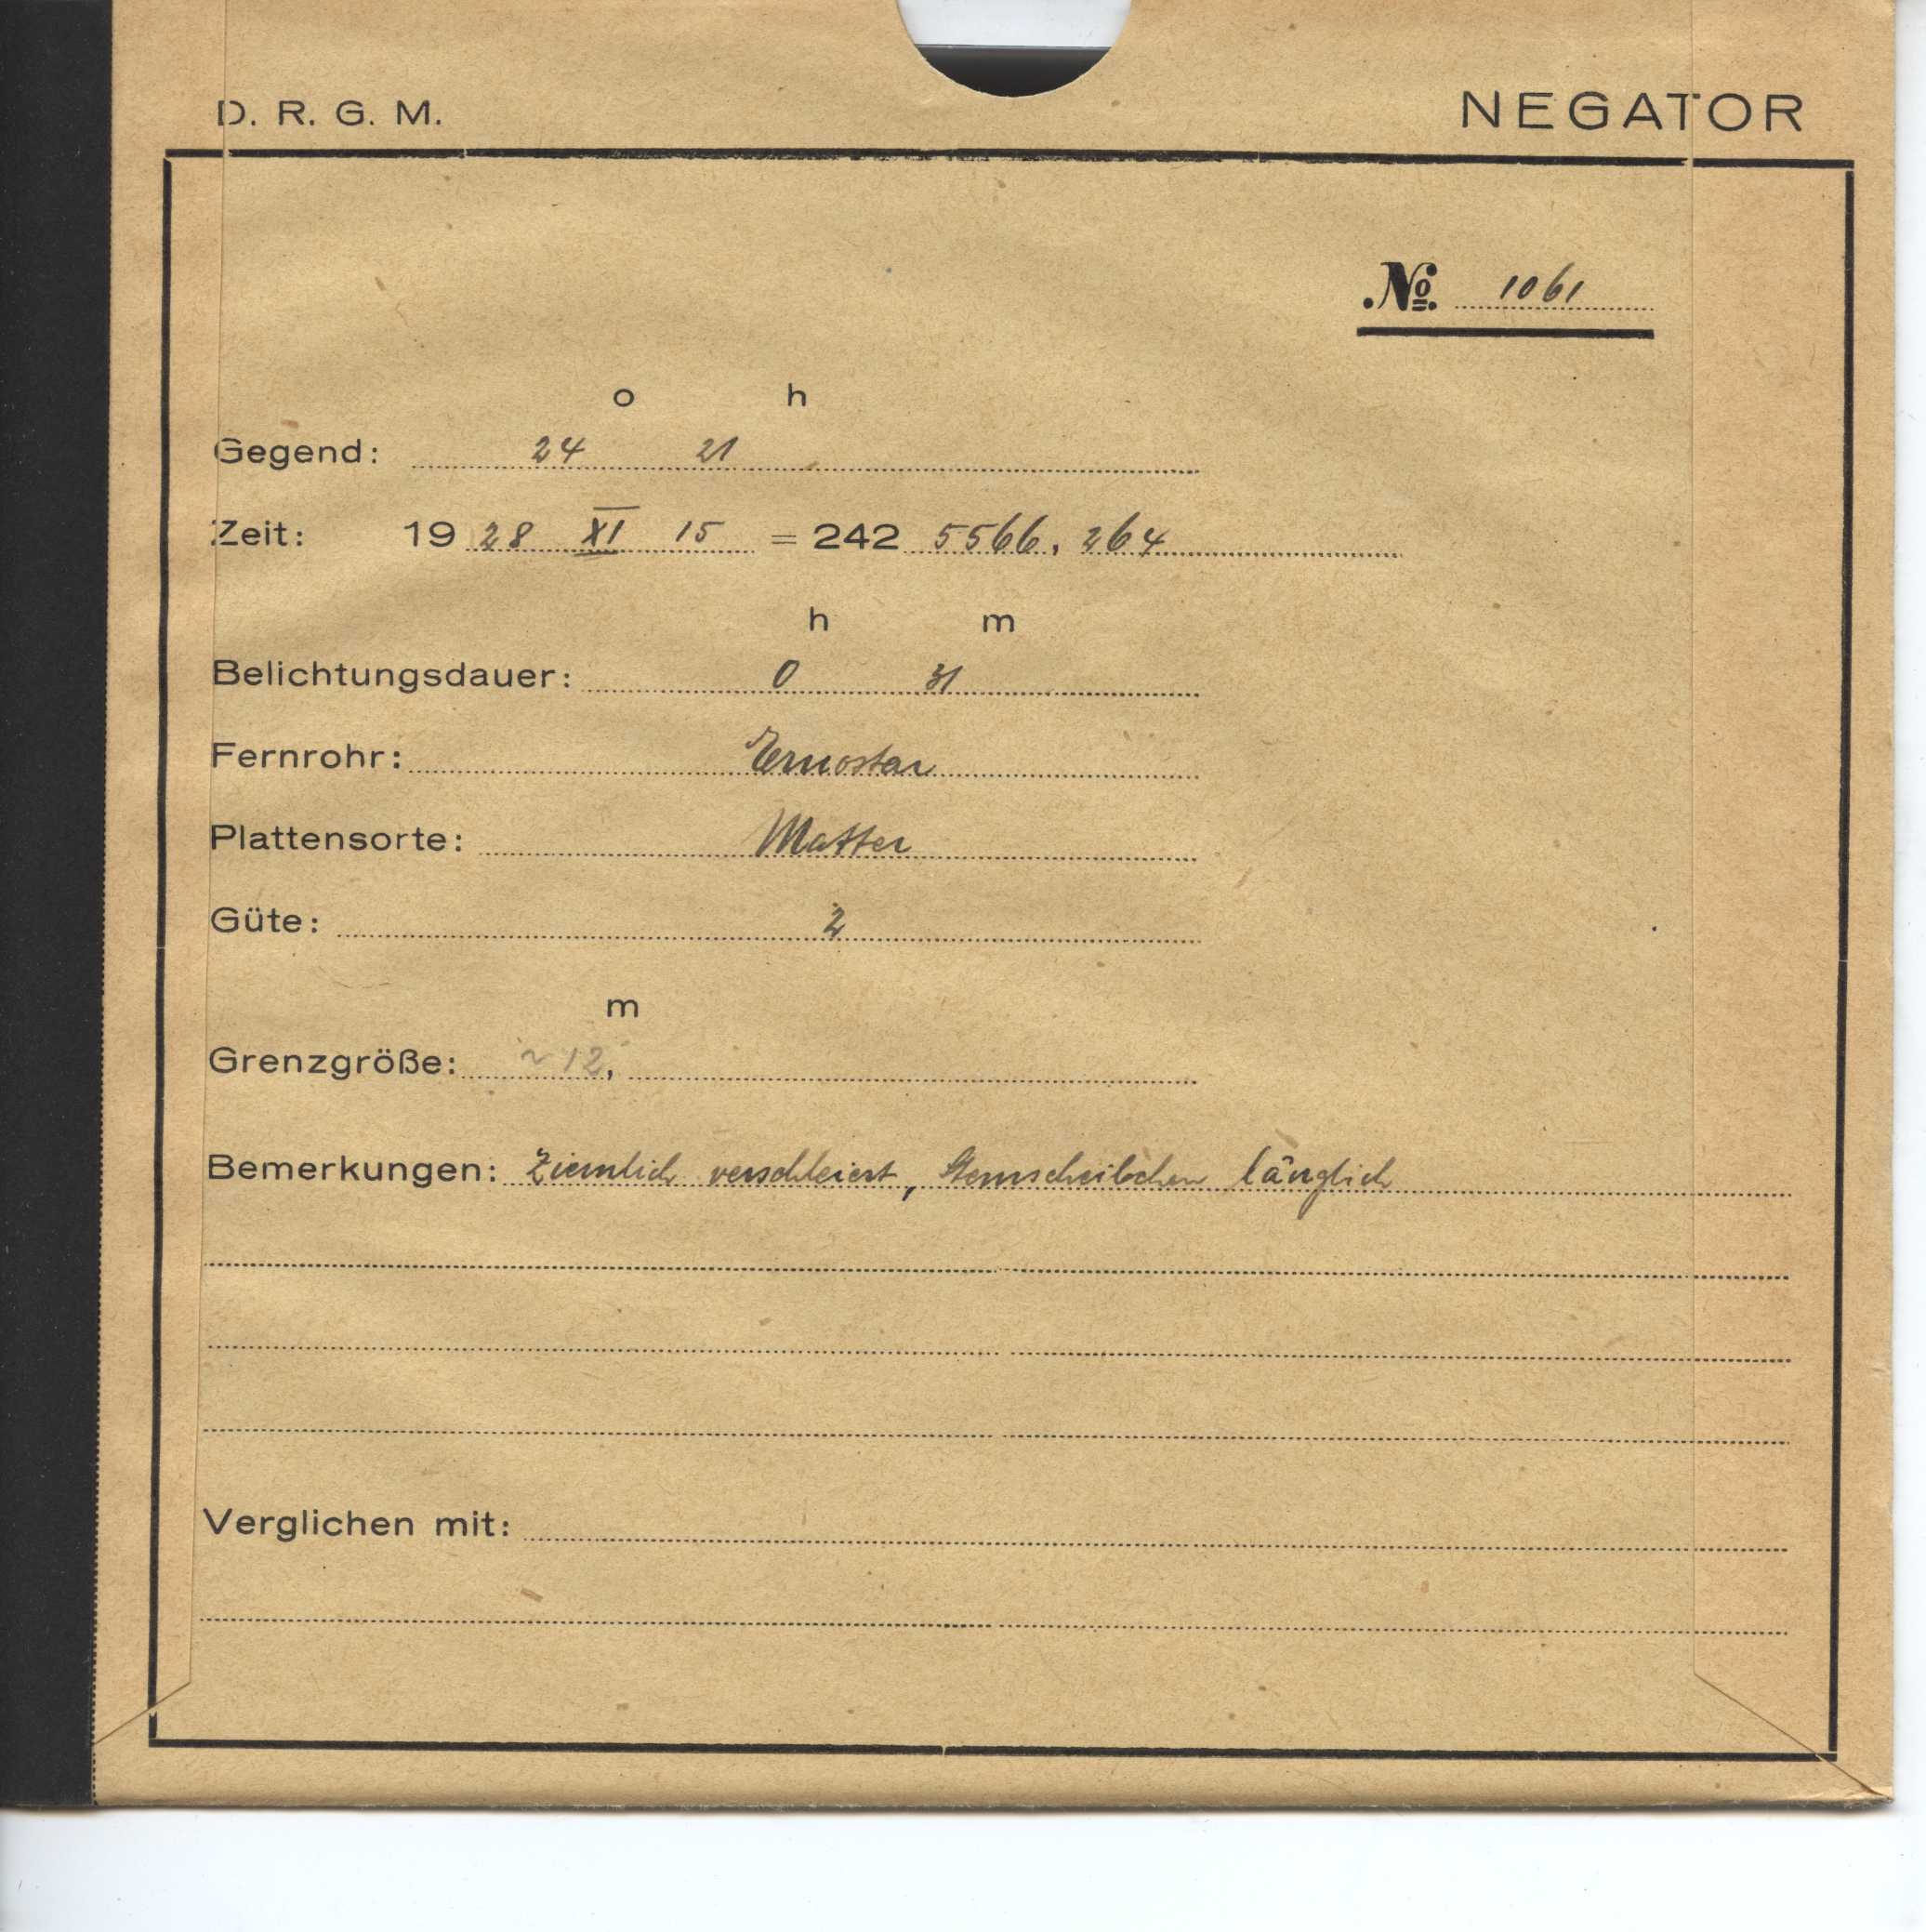 D. R. G. M. NEGATOR
№ 1061
o h
Gegend: 24 21
Zeit: 19 28 XI 15 = 242 5566, 264
h m
Belichtungsdauer: 0 31
Fernrohr: Ernostar
Plattensorte: Matter
Güte: 2
m
Grenzgröße: ~ 12,
Bemerkungen: Ziemlich verschleiert, Sternscheibchen länglich
Verglichen mit: